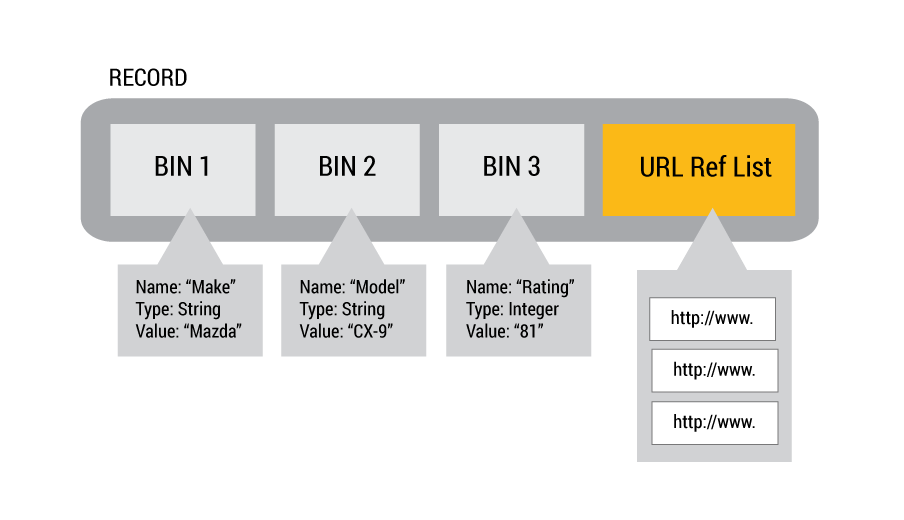 RECORD
BIN 1
BIN 2
BIN 3
URL Ref List
Name: “Make”
Type: String
Value: “Mazda”
Name: “Model”
Type: String
Value: “CX-9”
Name: “Rating”
Type: Integer
Value: “81”
http://www.
http://www.
http://www.